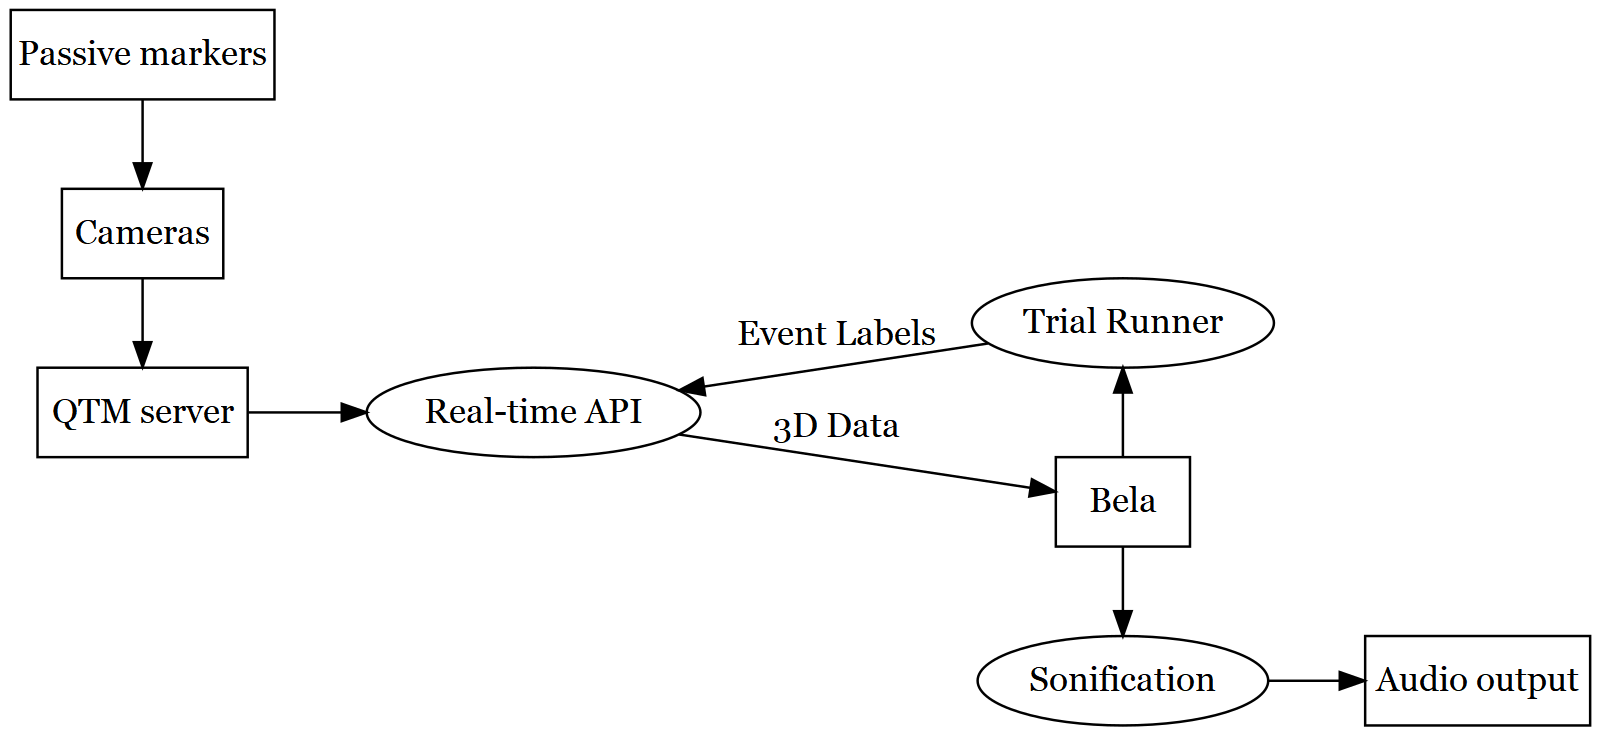 Passive markers
Cameras
QTM server
Real-time API
Event Labels
3D Data
Trial Runner
Bela
Sonification
Audio output